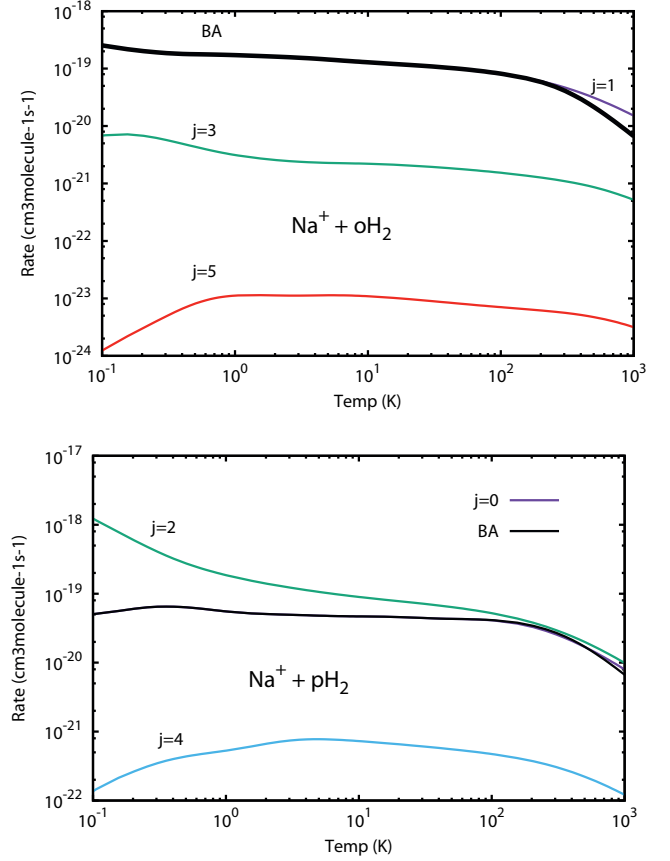 10⁻¹⁸
BA
10⁻¹⁹
j=1
10⁻²⁰
j=3
10⁻²¹
Rate (cm3molecule-1s-1)
Na⁺ + oH₂
10⁻²²
j=5
10⁻²³
10⁻²⁴
10⁻¹ 10⁰ 10¹ 10² 10³
Temp (K)
10⁻¹⁷
j=0
10⁻¹⁸
j=2
BA
10⁻¹⁹
Rate (cm3molecule-1s-1)
10⁻²⁰
Na⁺ + pH₂
10⁻²¹
j=4
10⁻²²
10⁻¹ 10⁰ 10¹ 10² 10³
Temp (K)